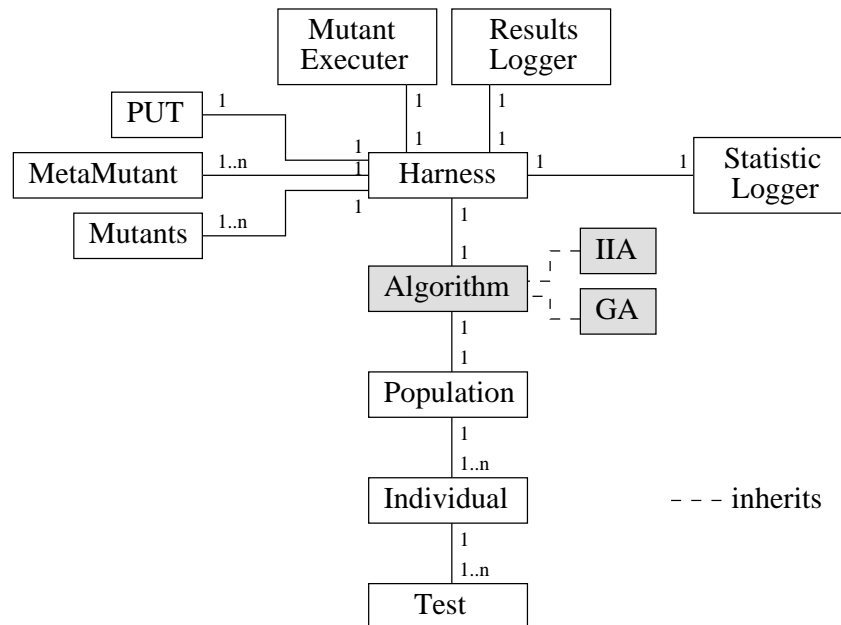 Mutant
Executer
Results
Logger
PUT
1
1
1
1
1
1
MetaMutant
1..n
1
Harness
1
1
Statistic
Logger
Mutants
1..n
1
1
1
IIA
Algorithm
GA
1
1
Population
1
1..n
Individual
inherits
1
1..n
Test